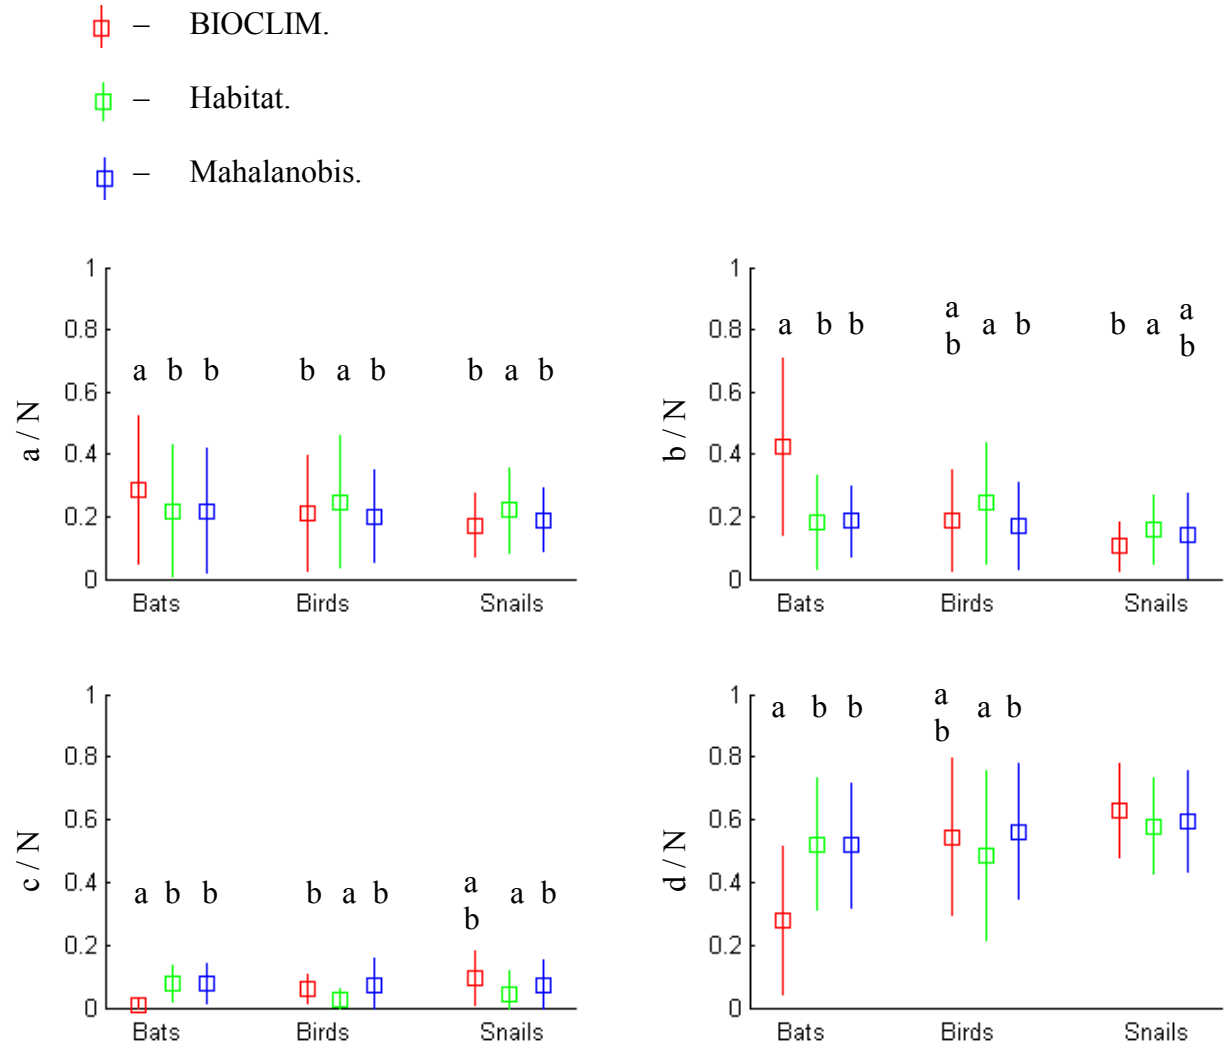 – BIOCLIM.
– Habitat.
– Mahalanobis.
1
0.8
0.6
0.4
0.2
0
a / N
a b b b a b b a b
Bats Birds Snails
1
0.8
0.6
0.4
0.2
0
b / N
a b b a b a b b a a b
Bats Birds Snails
1
0.8
0.6
0.4
0.2
0
c / N
a b b b a b a b a b
Bats Birds Snails
1
0.8
0.6
0.4
0.2
0
d / N
a b b a b a b
Bats Birds Snails